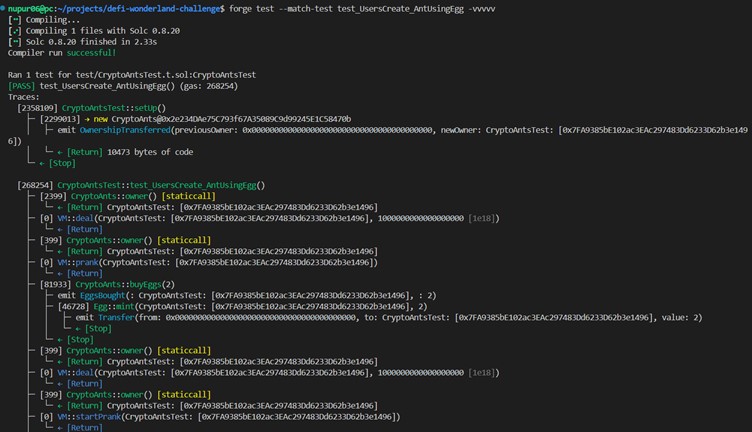 nupur06@pc:~/projects/defi-wonderland-challenge$ forge test --match-test test_UsersCreate_AntUsingEgg -vvvvv
[⠒] Compiling...
[⠢] Compiling 1 files with Solc 0.8.20
[⠒] Solc 0.8.20 finished in 2.33s
Compiler run successful!
Ran 1 test for test/CryptoAntsTest.t.sol:CryptoAntsTest
[PASS] test_UsersCreate_AntUsingEgg() (gas: 268254)
Traces:
[2358109] CryptoAntsTest::setUp()
├─ [2299013] → new CryptoAnts@0x2e234DAe75C793f67A35089C9d99245E1C58470b
│ ├─ emit OwnershipTransferred(previousOwner: 0x0000000000000000000000000000000000000000, newOwner: CryptoAntsTest: [0x7FA9385bE102ac3EAc297483Dd6233D62b3e149
6])
│ └─ ← [Return] 10473 bytes of code
└─ ← [Stop]
[268254] CryptoAntsTest::test_UsersCreate_AntUsingEgg()
├─ [2399] CryptoAnts::owner() [staticcall]
│ └─ ← [Return] CryptoAntsTest: [0x7FA9385bE102ac3EAc297483Dd6233D62b3e1496]
├─ [0] VM::deal(CryptoAntsTest: [0x7FA9385bE102ac3EAc297483Dd6233D62b3e1496], 1000000000000000000 [1e18])
│ └─ ← [Return]
├─ [399] CryptoAnts::owner() [staticcall]
│ └─ ← [Return] CryptoAntsTest: [0x7FA9385bE102ac3EAc297483Dd6233D62b3e1496]
├─ [0] VM::prank(CryptoAntsTest: [0x7FA9385bE102ac3EAc297483Dd6233D62b3e1496])
│ └─ ← [Return]
├─ [81933] CryptoAnts::buyEggs(2)
│ ├─ emit EggsBought(: CryptoAntsTest: [0x7FA9385bE102ac3EAc297483Dd6233D62b3e1496], : 2)
│ ├─ [46728] Egg::mint(CryptoAntsTest: [0x7FA9385bE102ac3EAc297483Dd6233D62b3e1496], 2)
│ │ ├─ emit Transfer(from: 0x0000000000000000000000000000000000000000, to: CryptoAntsTest: [0x7FA9385bE102ac3EAc297483Dd6233D62b3e1496], value: 2)
│ │ └─ ← [Stop]
│ └─ ← [Stop]
├─ [399] CryptoAnts::owner() [staticcall]
│ └─ ← [Return] CryptoAntsTest: [0x7FA9385bE102ac3EAc297483Dd6233D62b3e1496]
├─ [0] VM::deal(CryptoAntsTest: [0x7FA9385bE102ac3EAc297483Dd6233D62b3e1496], 1000000000000000000 [1e18])
│ └─ ← [Return]
├─ [399] CryptoAnts::owner() [staticcall]
│ └─ ← [Return] CryptoAntsTest: [0x7FA9385bE102ac3EAc297483Dd6233D62b3e1496]
├─ [0] VM::startPrank(CryptoAntsTest: [0x7FA9385bE102ac3EAc297483Dd6233D62b3e1496])
│ └─ ← [Return]